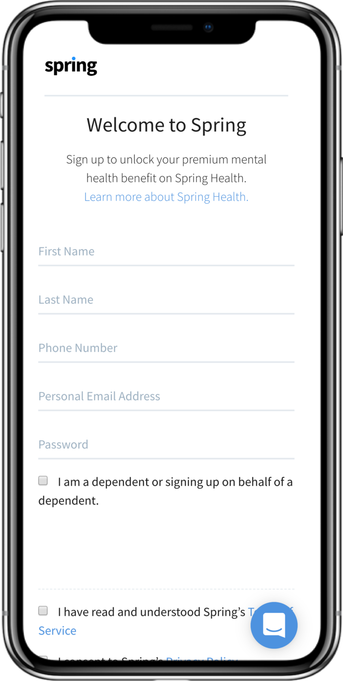 spring
Welcome to Spring
Sign up to unlock your premium mental
health benefit on Spring Health.
Learn more about Spring Health.
First Name
Last Name
Phone Number
Personal Email Address
Password
I am a dependent or signing up on behalf of a
dependent.
I have read and understood Spring's
Service
I consent to Spring's Privacy Policy